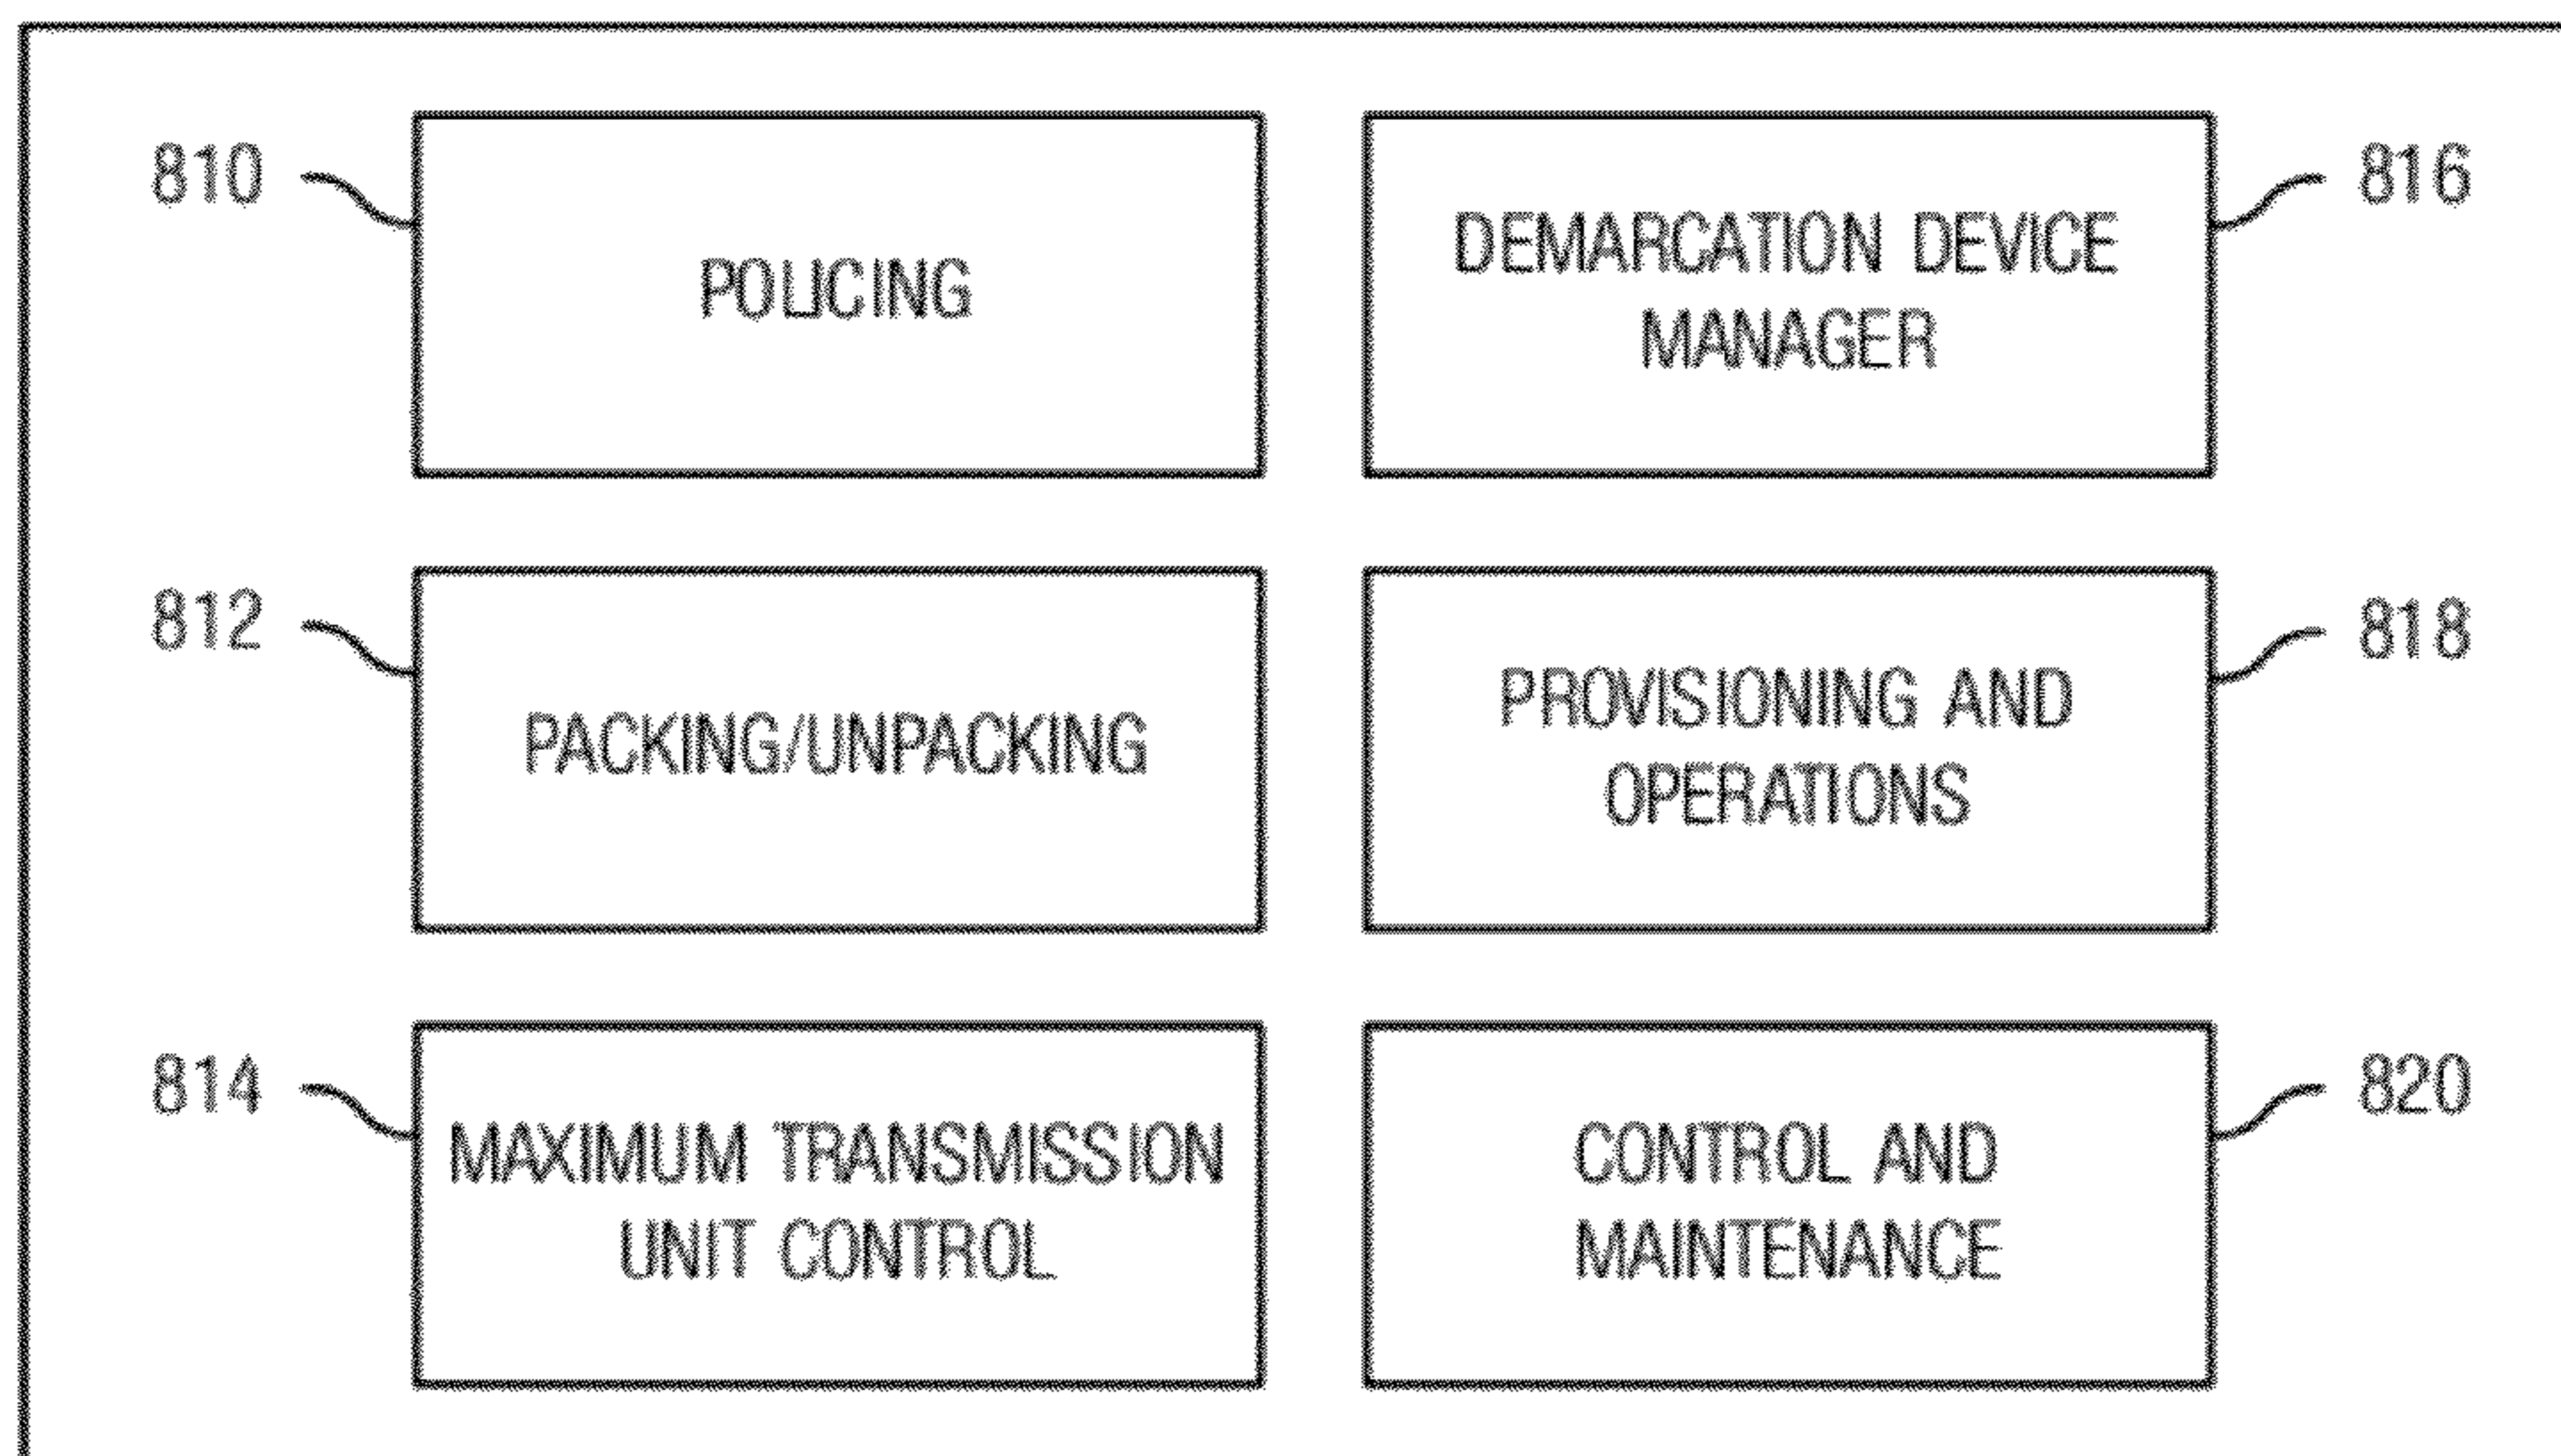 810
POLICING
DEMARCATION DEVICE
MANAGER
816
812
PACKING/UNPACKING
PROVISIONING AND
OPERATIONS
818
814
MAXIMUM TRANSMISSION
UNIT CONTROL
CONTROL AND
MAINTENANCE
820